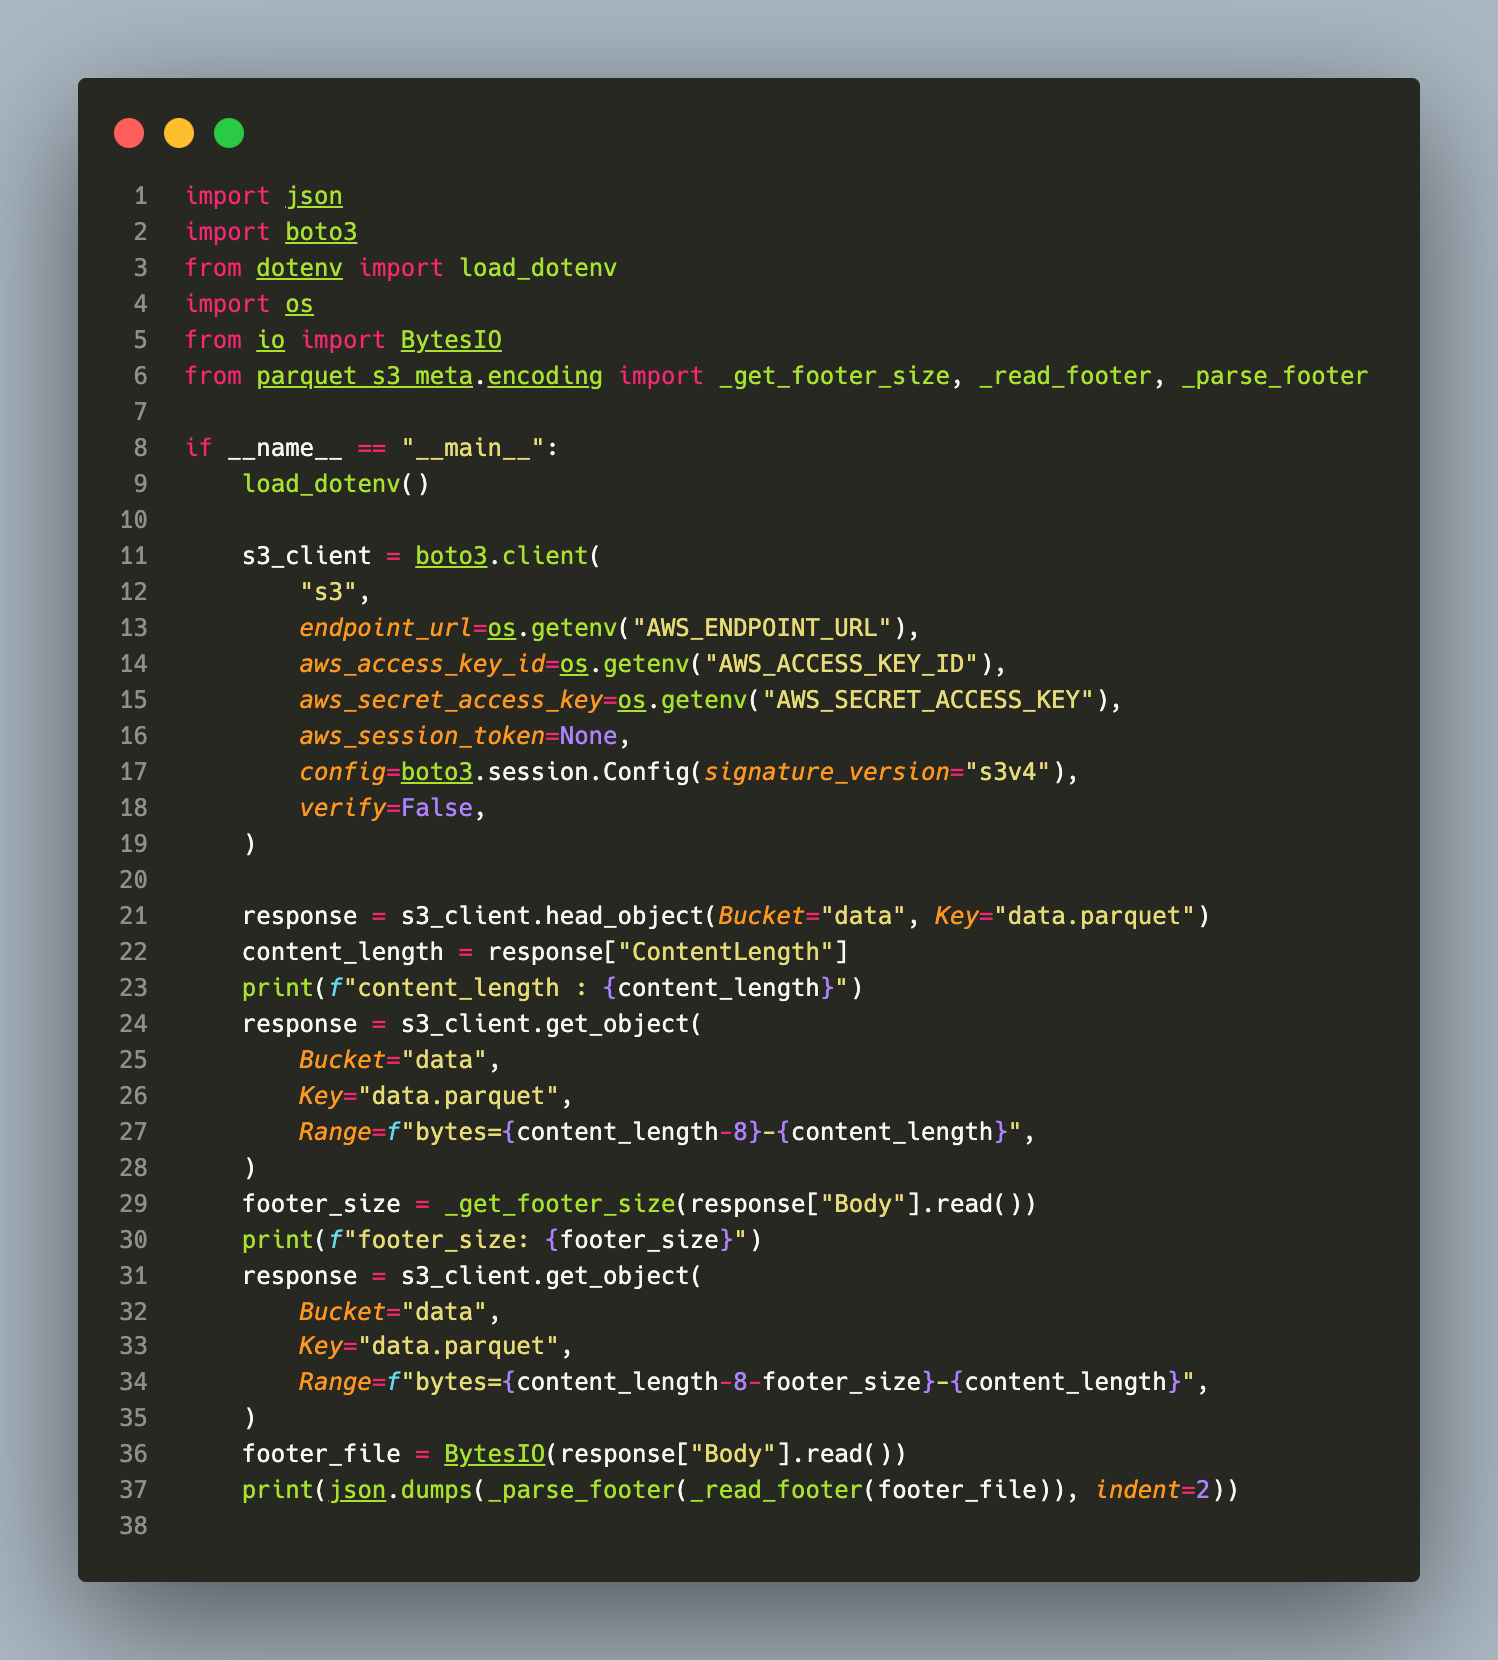 1 import json
2 import boto3
3 from dotenv import load_dotenv
4 import os
5 from io import BytesIO
6 from parquet_s3_meta.encoding import _get_footer_size, _read_footer, _parse_footer
7
8 if __name__ == "__main__":
9     load_dotenv()
10
11     s3_client = boto3.client(
12         "s3",
13         endpoint_url=os.getenv("AWS_ENDPOINT_URL"),
14         aws_access_key_id=os.getenv("AWS_ACCESS_KEY_ID"),
15         aws_secret_access_key=os.getenv("AWS_SECRET_ACCESS_KEY"),
16         aws_session_token=None,
17         config=boto3.session.Config(signature_version="s3v4"),
18         verify=False,
19     )
20
21     response = s3_client.head_object(Bucket="data", Key="data.parquet")
22     content_length = response["ContentLength"]
23     print(f"content_length : {content_length}")
24     response = s3_client.get_object(
25         Bucket="data",
26         Key="data.parquet",
27         Range=f"bytes={content_length-8}-{content_length}",
28     )
29     footer_size = _get_footer_size(response["Body"].read())
30     print(f"footer_size: {footer_size}")
31     response = s3_client.get_object(
32         Bucket="data",
33         Key="data.parquet",
34         Range=f"bytes={content_length-8-footer_size}-{content_length}",
35     )
36     footer_file = BytesIO(response["Body"].read())
37     print(json.dumps(_parse_footer(_read_footer(footer_file)), indent=2))
38